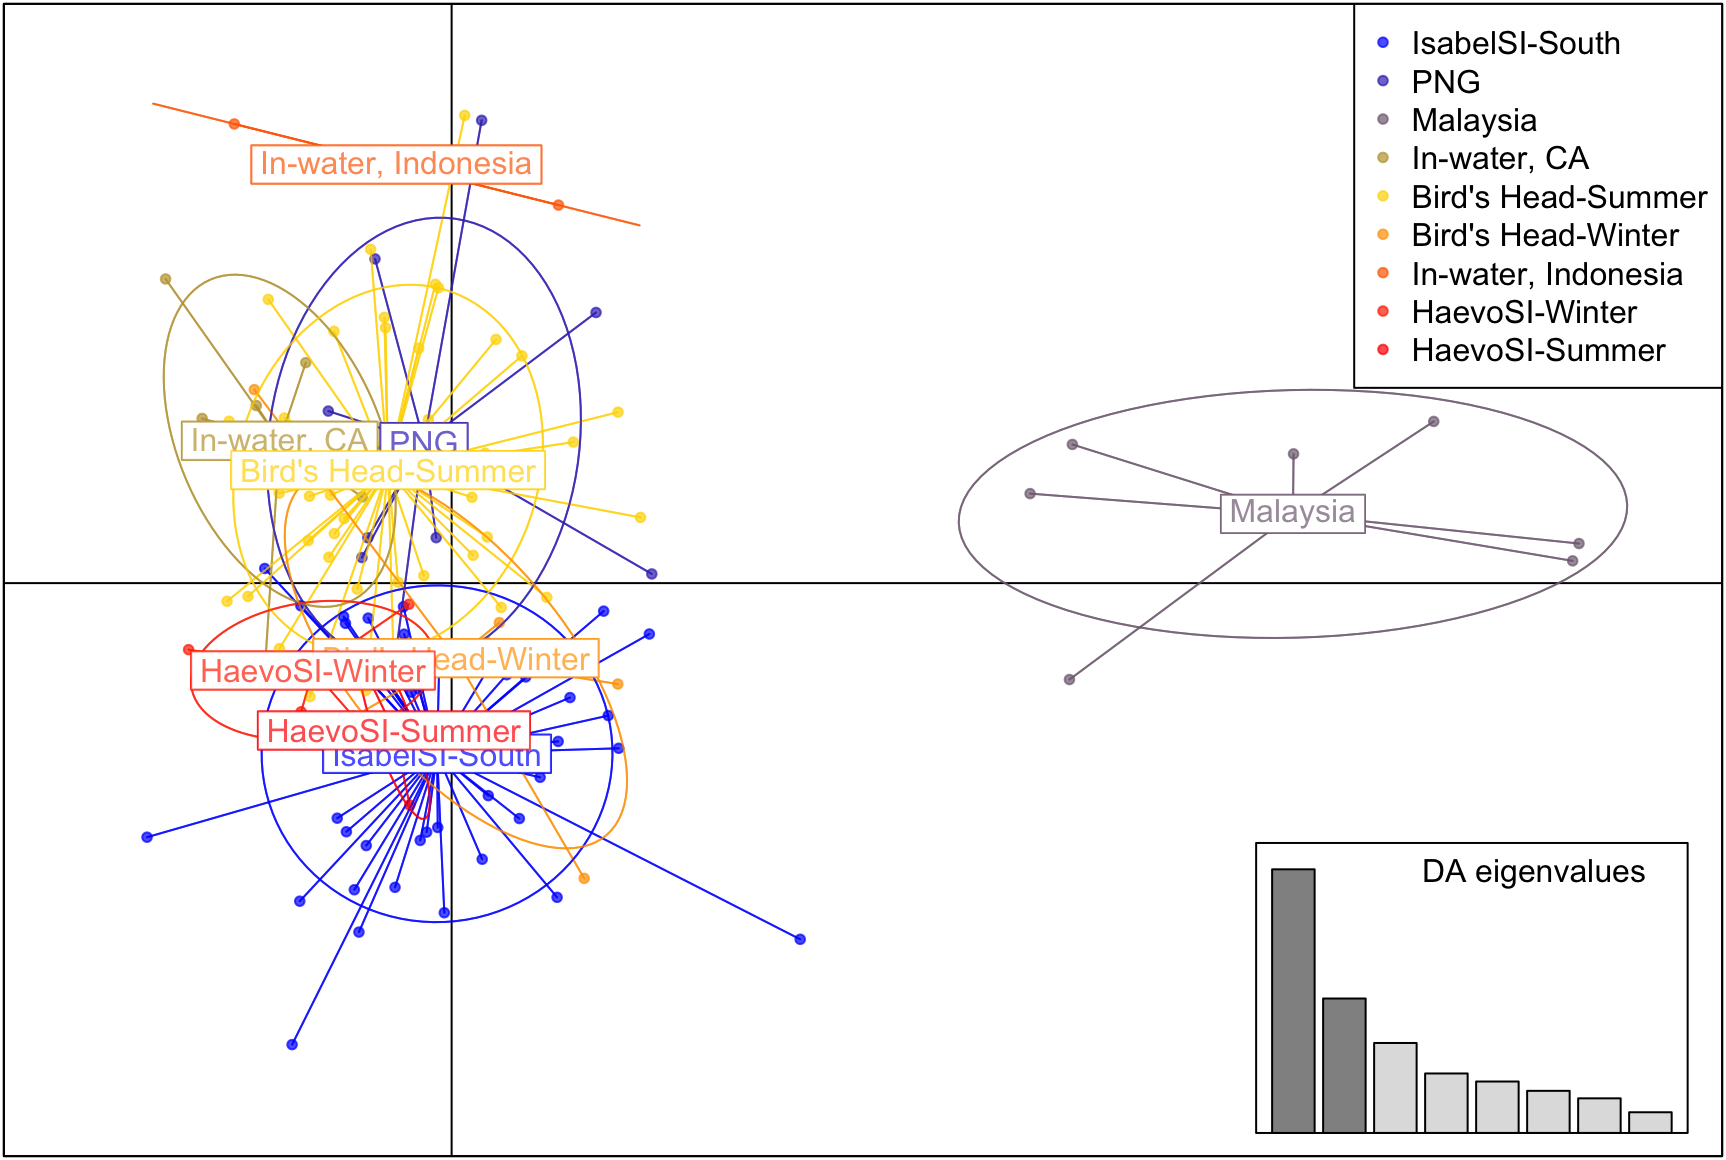 IsabelSI-South
PNG
Malaysia
In-water, CA
Bird's Head-Summer
Bird's Head-Winter
In-water, Indonesia
HaevoSI-Winter
HaevoSI-Summer
In-water, Indonesia
In-water, CA
PNG
Bird's Head-Summer
Malaysia
Head-Winter
HaevoSI-Winter
HaevoSI-Summer
IsabelSI-South
DA eigenvalues